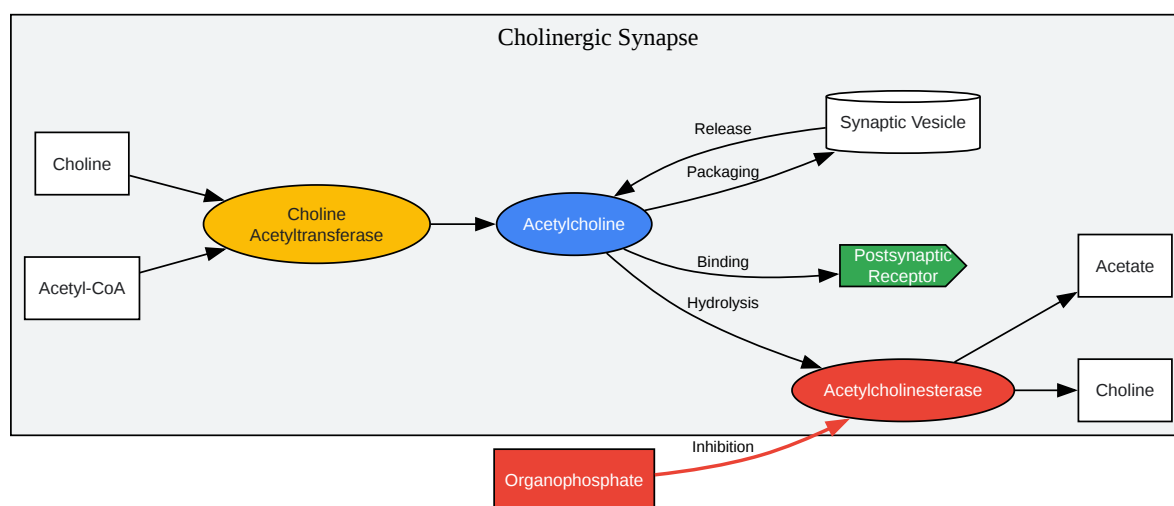 Cholinergic Synapse
Choline
Acetyl-CoA
Choline
Acetyltransferase
Acetylcholine
Release
Packaging
Synaptic Vesicle
Binding
Postsynaptic
Receptor
Hydrolysis
Acetylcholinesterase
Acetate
Choline
Inhibition
Organophosphate